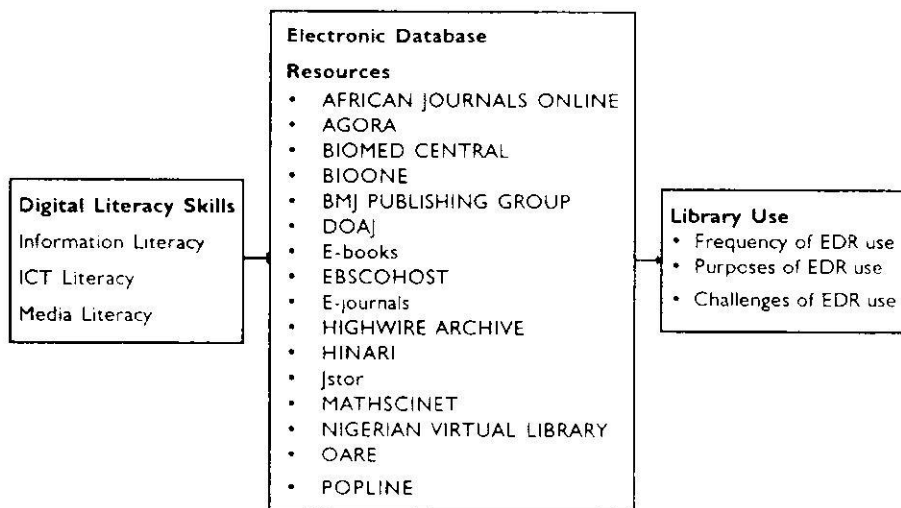 Digital Literacy Skills
Information Literacy
ICT Literacy
Media Literacy
Electronic Database
Resources
• AFRICAN JOURNALS ONLINE
• AGORA
• BIOMED CENTRAL
• BIOONE
• BMJ PUBLISHING GROUP
• DOAJ
• E-books
• EBSCOHOST
• E-journals
• HIGHWIRE ARCHIVE
• HINARI
• Jstor
• MATHSCINET
• NIGERIAN VIRTUAL LIBRARY
• OARE
• POPLINE
Library Use
• Frequency of EDR use
• Purposes of EDR use
• Challenges of EDR use